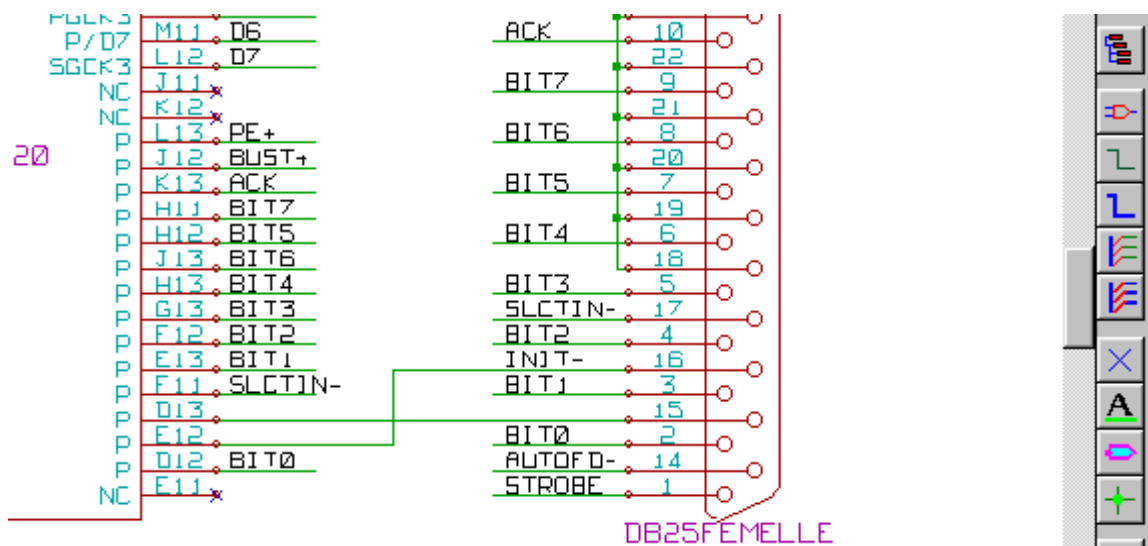 PGCK3
P/D7 M11 D6
SGCK3 L12 D7
NC J11
NC K12
P L13 PE+
20
P J12 BUST+
P K13 ACK
P H11 BIT7
P H12 BIT5
P J13 BIT6
P H13 BIT4
P G13 BIT3
P F12 BIT2
P E13 BIT1
P F11 SLCTIN-
P D13
P E12
P D12 BIT0
NC E11
ACK 10
22
BIT7 9
21
BIT6 8
20
BIT5 7
19
BIT4 6
18
BIT3 5
SLCTIN- 17
BIT2 4
INIT- 16
BIT1 3
15
BIT0 2
AUTOFD- 14
STROBE 1
DB25FEMELLE
A